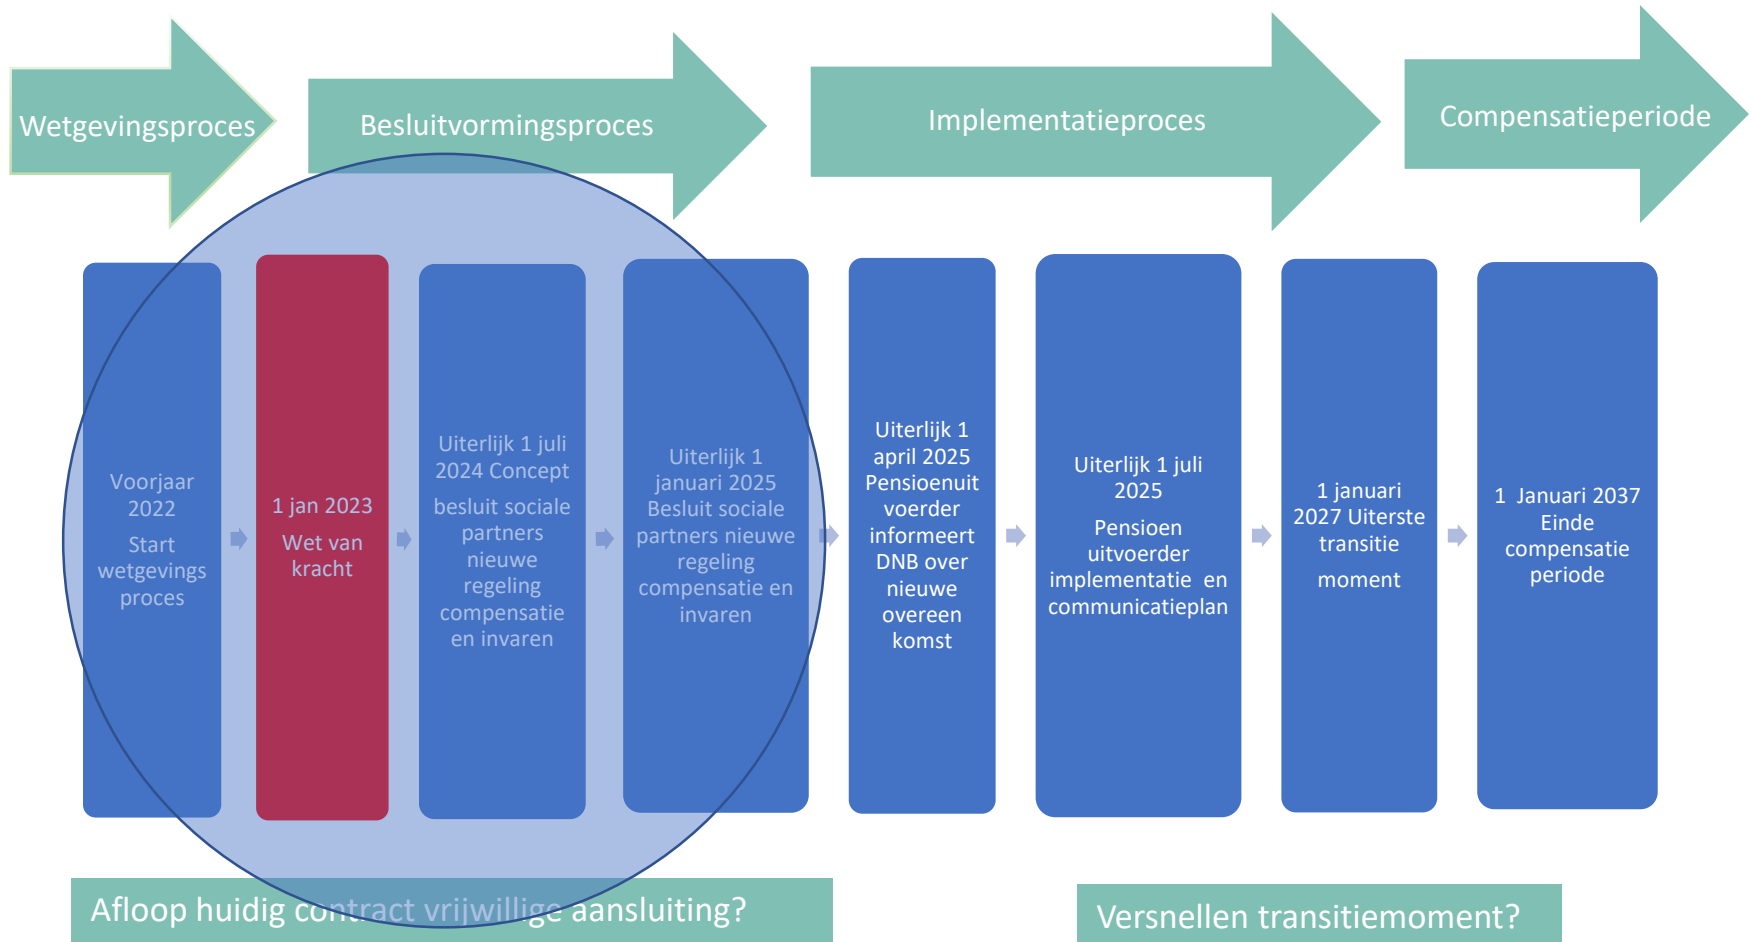 Wetgevingsproces
Besluitvormingsproces
Implementatieproces
Compensatieperiode
Voorjaar
2022
Start
wetgevings
proces
1 jan 2023
Wet van
kracht
Uiterlijk 1 juli
2024 Concept
besluit sociale
partners
nieuwe
regeling
compensatie
en invaren
Uiterlijk 1
januari 2025
Besluit sociale
partners nieuwe
regeling
compensatie en
invaren
Uiterlijk 1
april 2025
Pensioenuit
voerder
informeert
DNB over
nieuwe
overeen
komst
Uiterlijk 1 juli
2025
Pensioen
uitvoerder
implementatie en
communicatieplan
1 januari
2027 Uiterste
transitie
moment
1 Januari 2037
Einde
compensatie
periode
Afloop huidig contract vrijwillige aansluiting?
Versnellen transitiemoment?